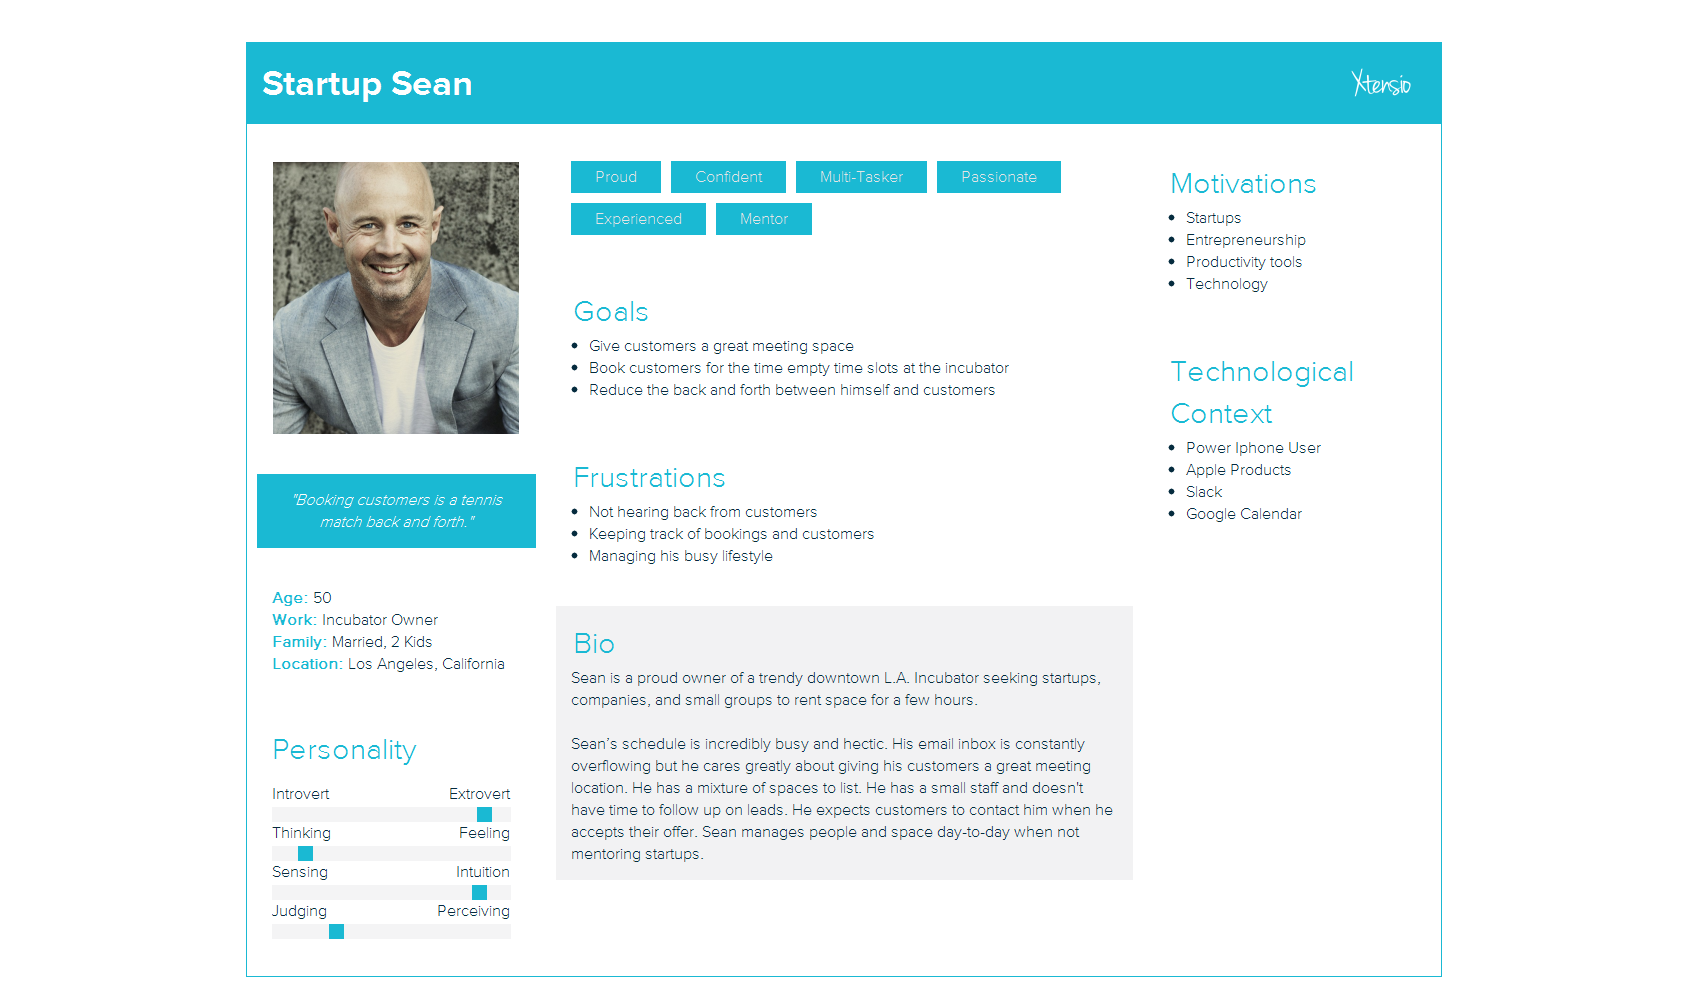 Startup Sean
Xtensio
Proud
Confident
Multi-Tasker
Passionate
Experienced
Mentor
"Booking customers is a tennis
match back and forth."
Age: 50
Work: Incubator Owner
Family: Married, 2 Kids
Location: Los Angeles, California
Personality
Introvert Extrovert
Thinking Feeling
Sensing Intuition
Judging Perceiving
Goals
• Give customers a great meeting space
• Book customers for the time empty time slots at the incubator
• Reduce the back and forth between himself and customers
Frustrations
• Not hearing back from customers
• Keeping track of bookings and customers
• Managing his busy lifestyle
Bio
Sean is a proud owner of a trendy downtown L.A. Incubator seeking startups,
companies, and small groups to rent space for a few hours.
Sean’s schedule is incredibly busy and hectic. His email inbox is constantly
overflowing but he cares greatly about giving his customers a great meeting
location. He has a mixture of spaces to list. He has a small staff and doesn't
have time to follow up on leads. He expects customers to contact him when he
accepts their offer. Sean manages people and space day-to-day when not
mentoring startups.
Motivations
• Startups
• Entrepreneurship
• Productivity tools
• Technology
Technological
Context
• Power Iphone User
• Apple Products
• Slack
• Google Calendar